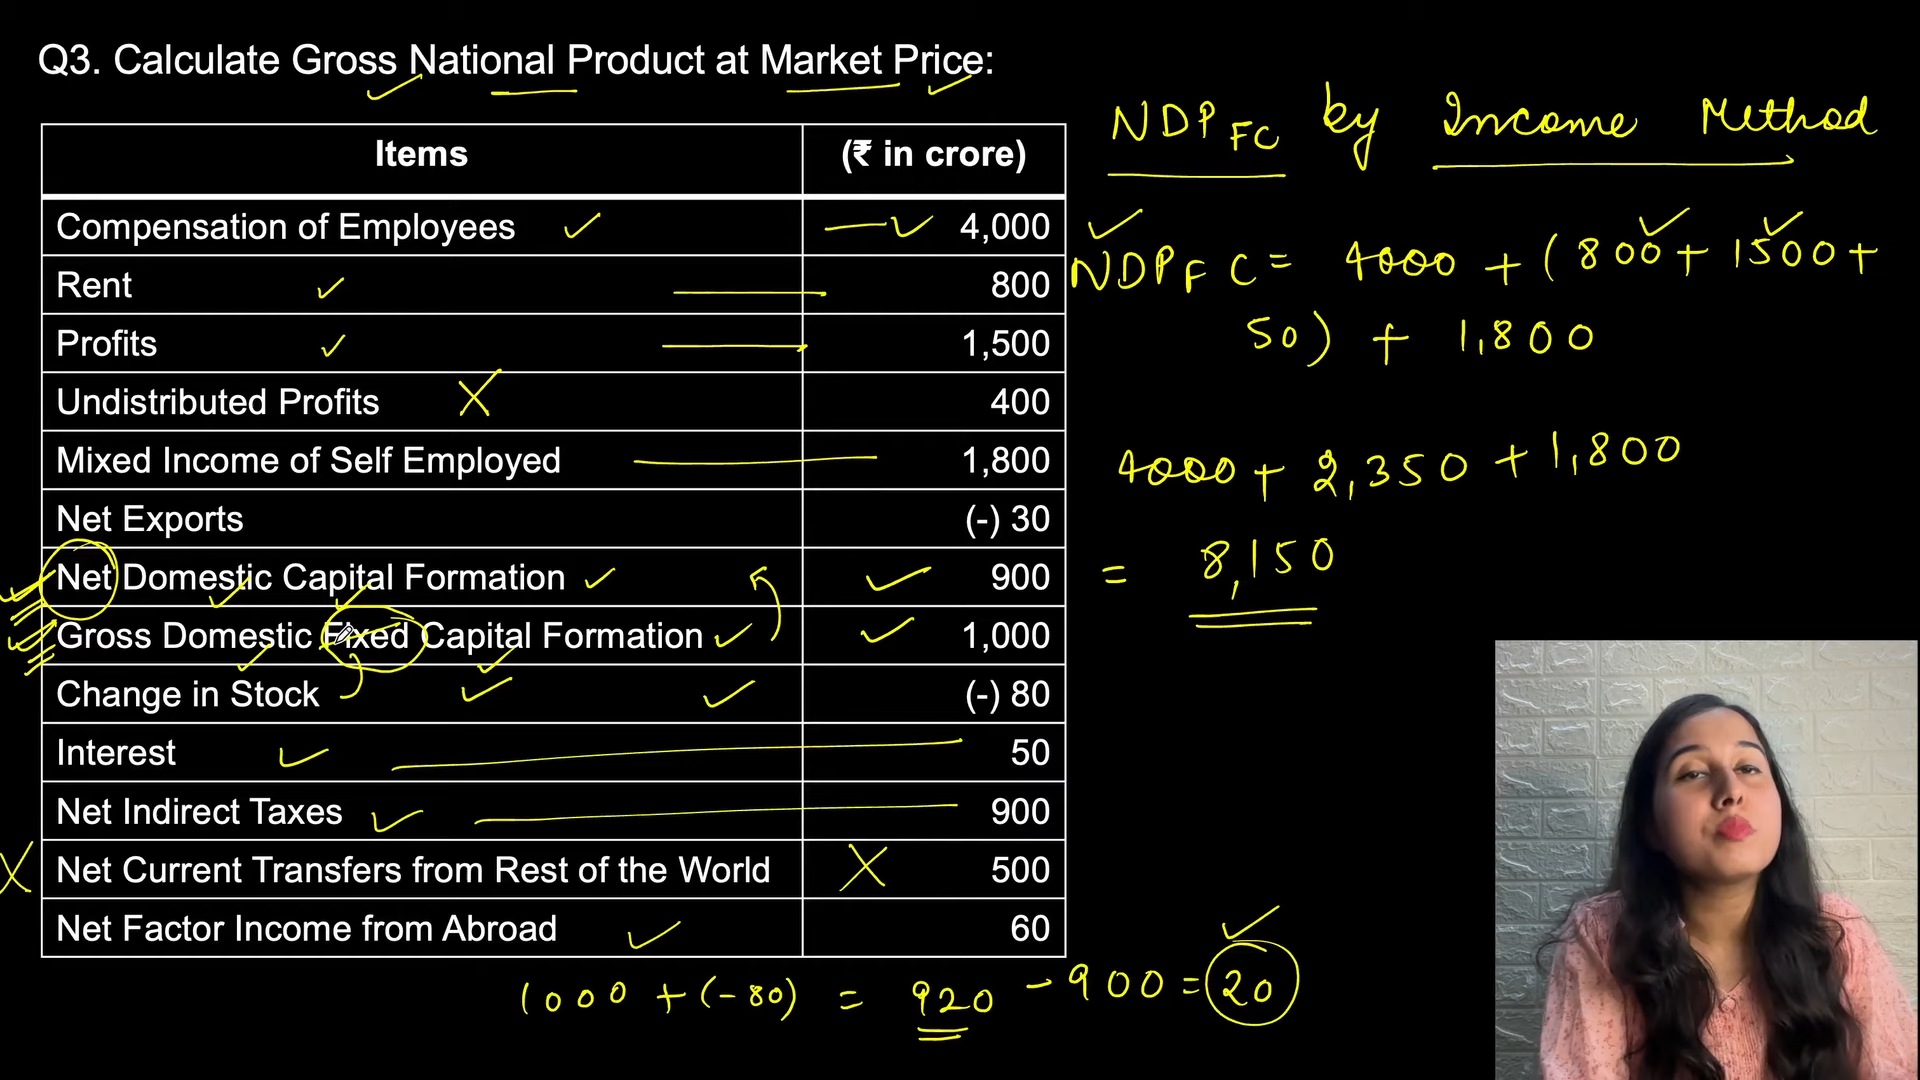 Q3. Calculate Gross National Product at Market Price:
Items (₹ in crore)
Compensation of Employees 4,000
Rent 800
Profits 1,500
Undistributed Profits 400
Mixed Income of Self Employed 1,800
Net Exports (-) 30
Net Domestic Capital Formation 900
Gross Domestic Fixed Capital Formation 1,000
Change in Stock (-) 80
Interest 50
Net Indirect Taxes 900
Net Current Transfers from Rest of the World 500
Net Factor Income from Abroad 60
NDP FC by Income Method
NDP FC = 4000 + (800 + 1500 +
50) + 1,800
4000 + 2,350 + 1,800
= 8,150
1000 + (-80) = 920 - 900 = 20